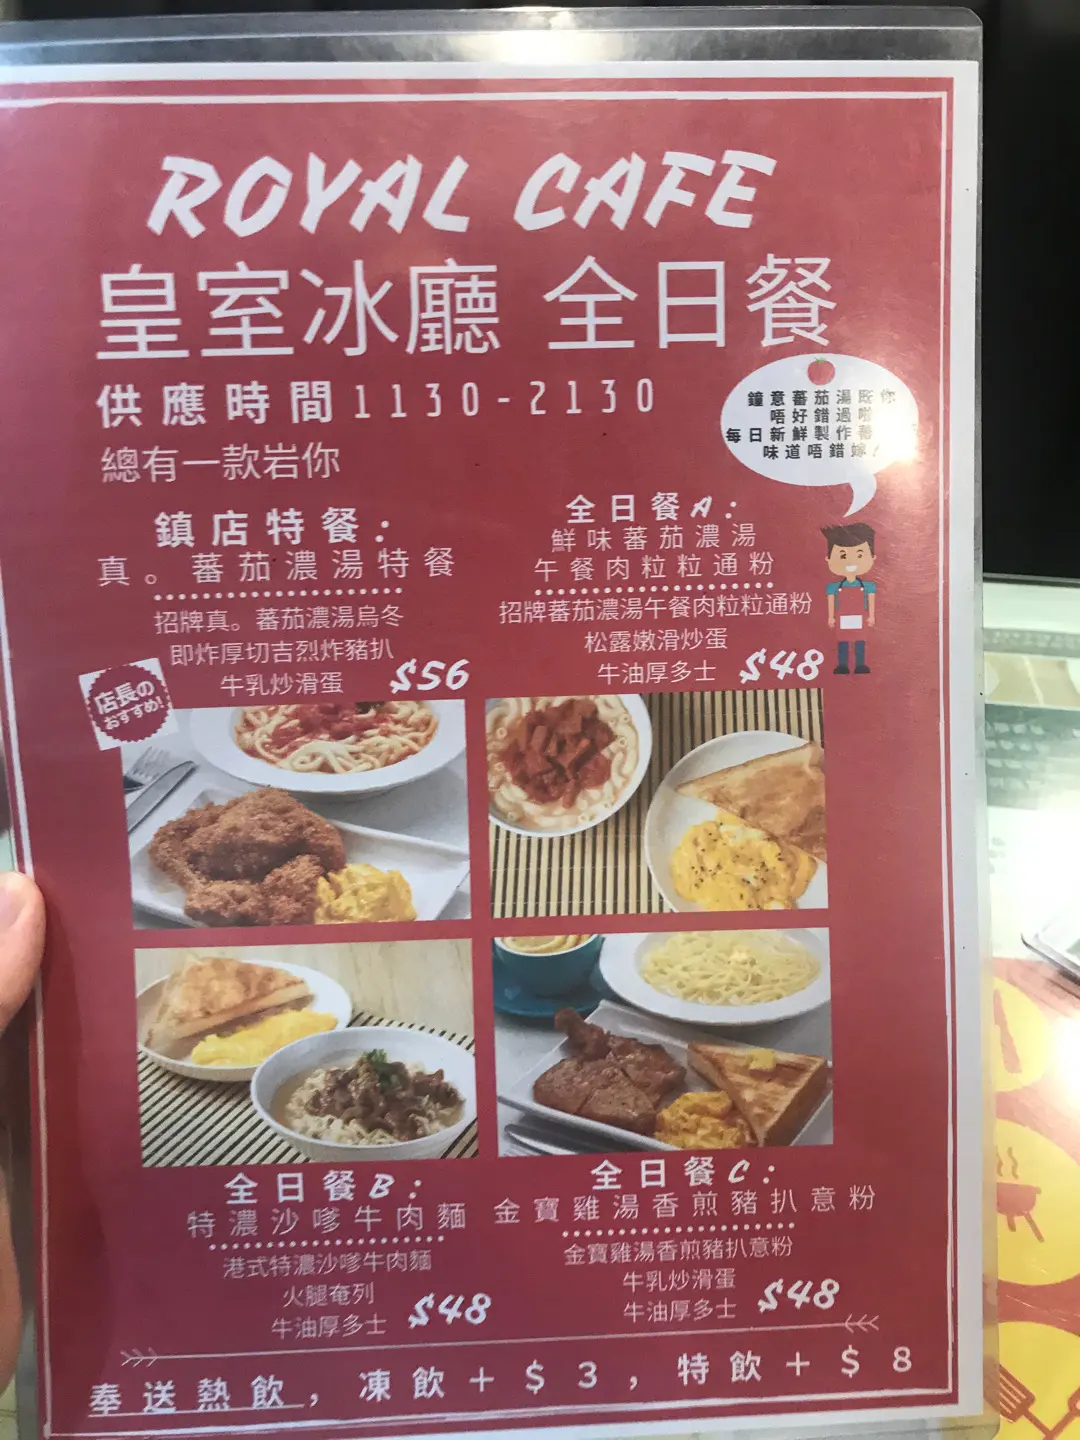 ROYAL CAFE
皇室冰廳 全日餐
供應時間1130-2130
總有一款岩你
鐘意蕃茄湯既你
唔好錯過啦
每日新鮮製作蕃
味道唔錯嫁
鎮店特餐:
真。蕃茄濃湯特餐
招牌真。蕃茄濃湯烏冬
即炸厚切吉烈炸豬扒
牛乳炒滑蛋
$56
全日餐A:
鮮味蕃茄濃湯
午餐肉粒粒通粉
招牌蕃茄濃湯午餐肉粒粒通粉
松露嫩滑炒蛋
牛油厚多士
$48
店長の
おすすめ!
全日餐B:
特濃沙嗲牛肉麵
港式特濃沙嗲牛肉麵
火腿奄列
牛油厚多士
$48
全日餐C:
金寶雞湯香煎豬扒意粉
金寶雞湯香煎豬扒意粉
牛乳炒滑蛋
牛油厚多士
$48
奉送熱飲,凍飲+$3,特飲+$8